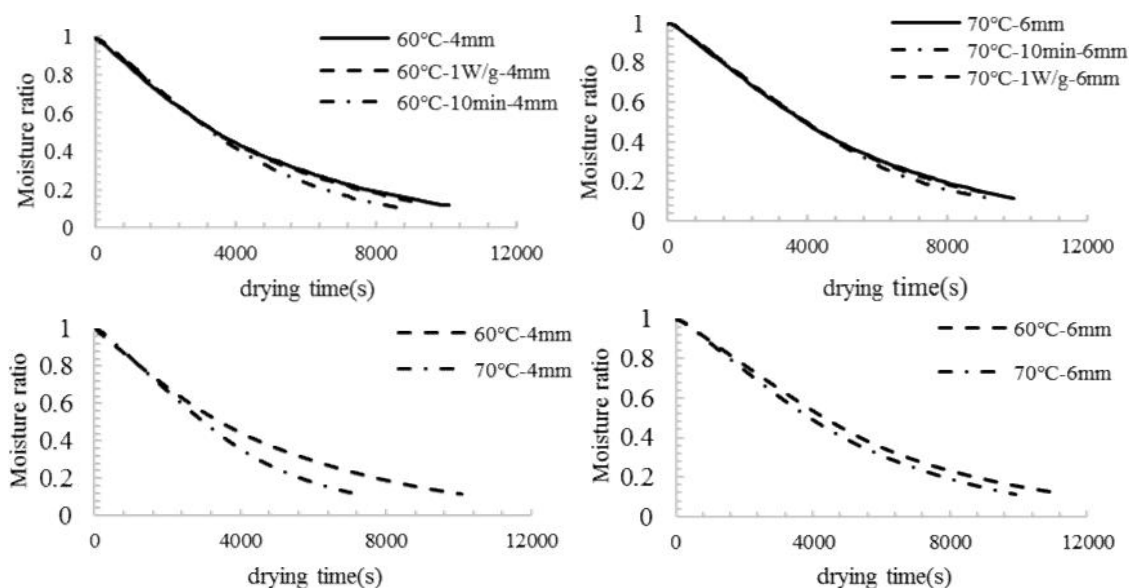 60°C-4mm
60°C-1W/g-4mm
60°C-10min-4mm
Moisture ratio
1
0.8
0.6
0.4
0.2
0
0
4000
8000
12000
drying time(s)
70°C-6mm
70°C-10min-6mm
70°C-1W/g-6mm
Moisture ratio
1
0.8
0.6
0.4
0.2
0
0
4000
8000
12000
drying time(s)
60°C-4mm
70°C-4mm
Moisture ratio
1
0.8
0.6
0.4
0.2
0
0
4000
8000
12000
drying time(s)
60°C-6mm
70°C-6mm
Moisture ratio
1
0.8
0.6
0.4
0.2
0
0
4000
8000
12000
drying time(s)